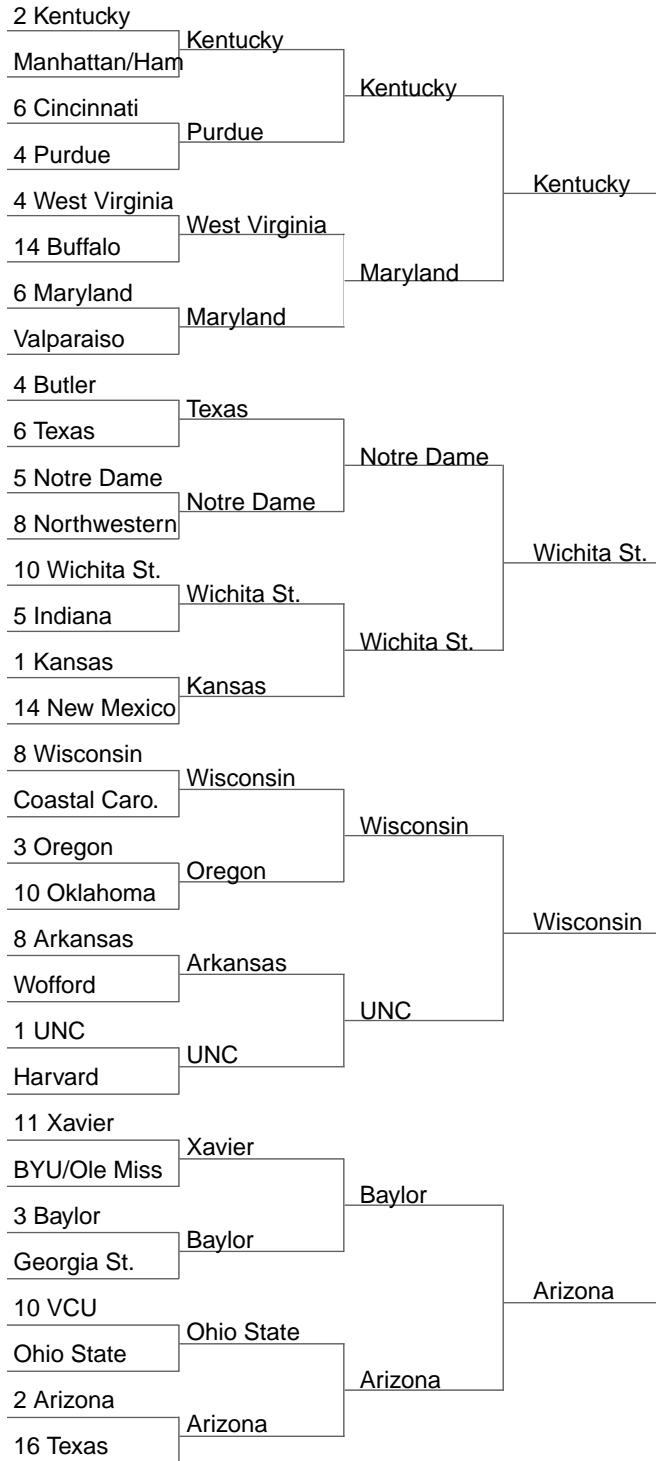 2 Kentucky
Manhattan/Ham
6 Cincinnati
4 Purdue
4 West Virginia
14 Buffalo
6 Maryland
Valparaiso
4 Butler
6 Texas
5 Notre Dame
8 Northwestern
10 Wichita St.
5 Indiana
1 Kansas
14 New Mexico
8 Wisconsin
Coastal Caro.
3 Oregon
10 Oklahoma
8 Arkansas
Wofford
1 UNC
Harvard
11 Xavier
BYU/Ole Miss
3 Baylor
Georgia St.
10 VCU
Ohio State
2 Arizona
16 Texas
Kentucky
Purdue
West Virginia
Maryland
Texas
Notre Dame
Wichita St.
Kansas
Wisconsin
Oregon
Arkansas
UNC
Xavier
Baylor
Ohio State
Arizona
Kentucky
Maryland
Notre Dame
Wichita St.
Wisconsin
UNC
Baylor
Arizona
Kentucky
Wichita St.
Wisconsin
Arizona